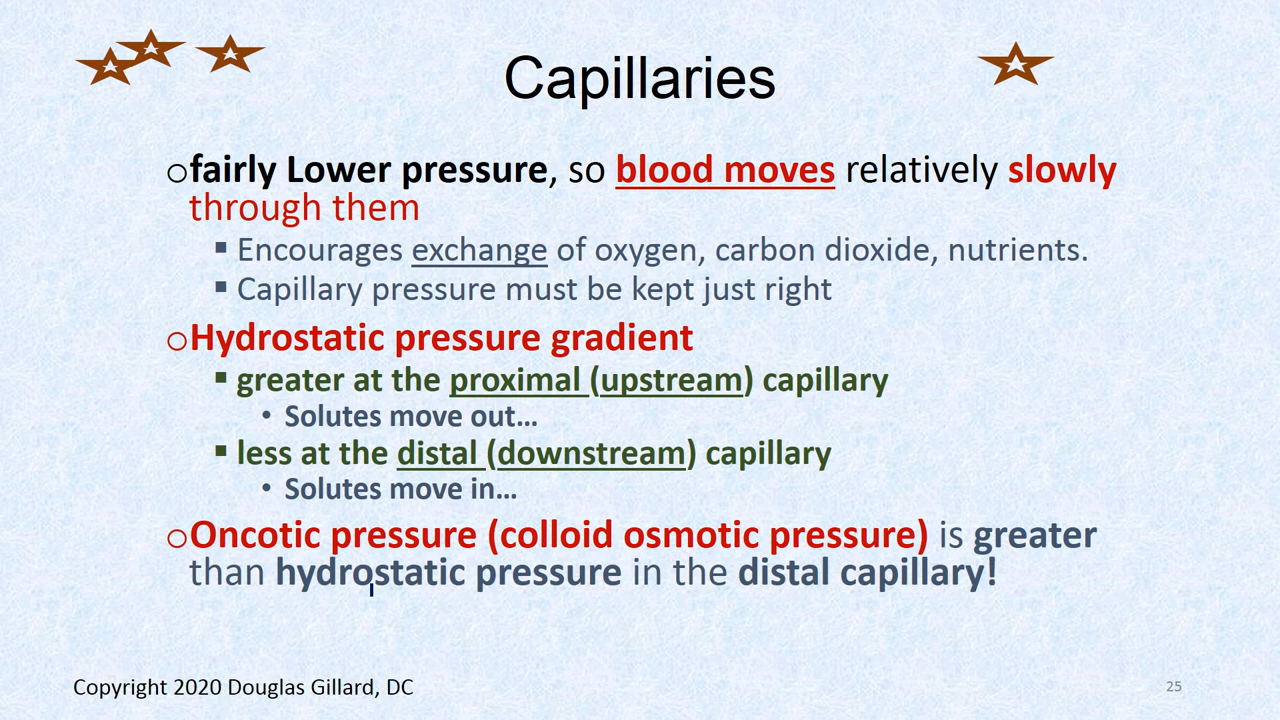 Capillaries
ofairly Lower pressure, so blood moves relatively slowly
through them
▪ Encourages exchange of oxygen, carbon dioxide, nutrients.
▪ Capillary pressure must be kept just right
oHydrostatic pressure gradient
▪ greater at the proximal (upstream) capillary
• Solutes move out…
▪ less at the distal (downstream) capillary
• Solutes move in…
oOncotic pressure (colloid osmotic pressure) is greater
than hydrostatic pressure in the distal capillary!
Copyright 2020 Douglas Gillard, DC
25